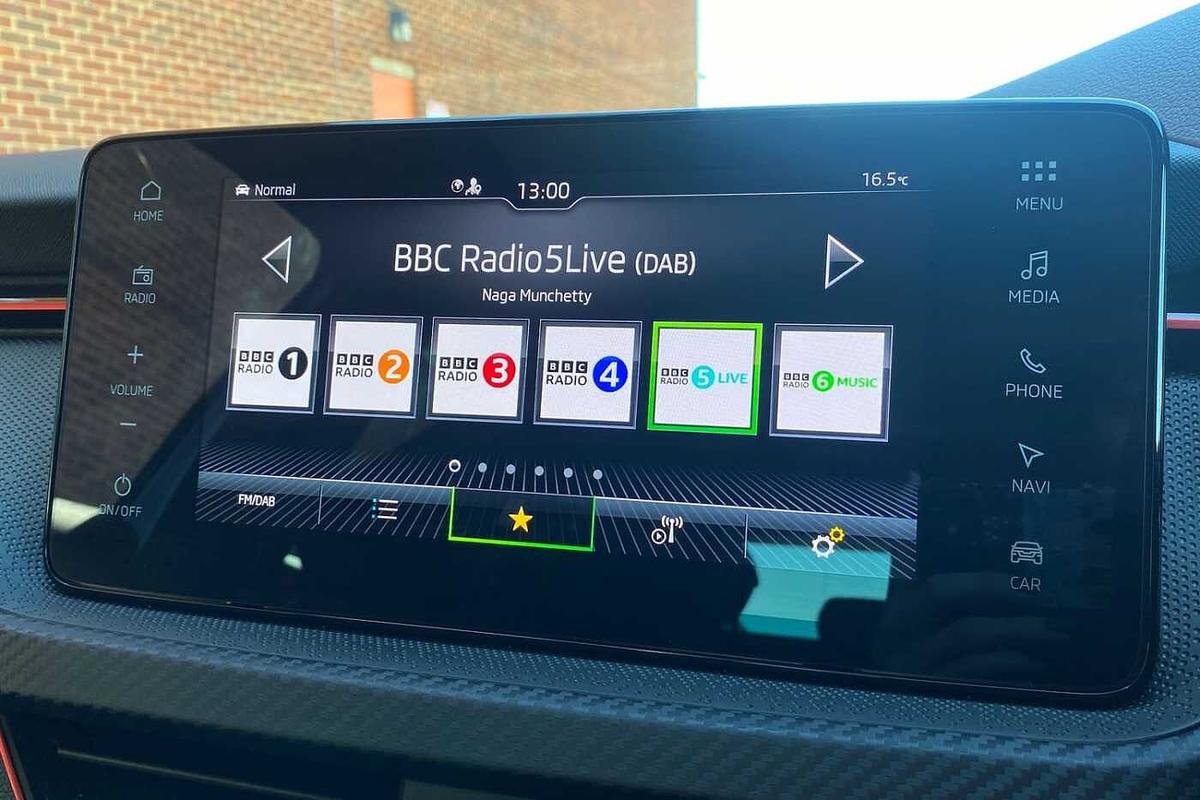 Normal
13:00
16.5°C
HOME
MENU
BBC Radio5Live (DAB)
Naga Munchetty
RADIO
MEDIA
BBC RADIO 1
BBC RADIO 2
BBC RADIO 3
BBC RADIO 4
BBC RADIO 5 LIVE
BBC RADIO 6 MUSIC
+
VOLUME
−
PHONE
NAVI
ON/OFF
FM/DAB
CAR